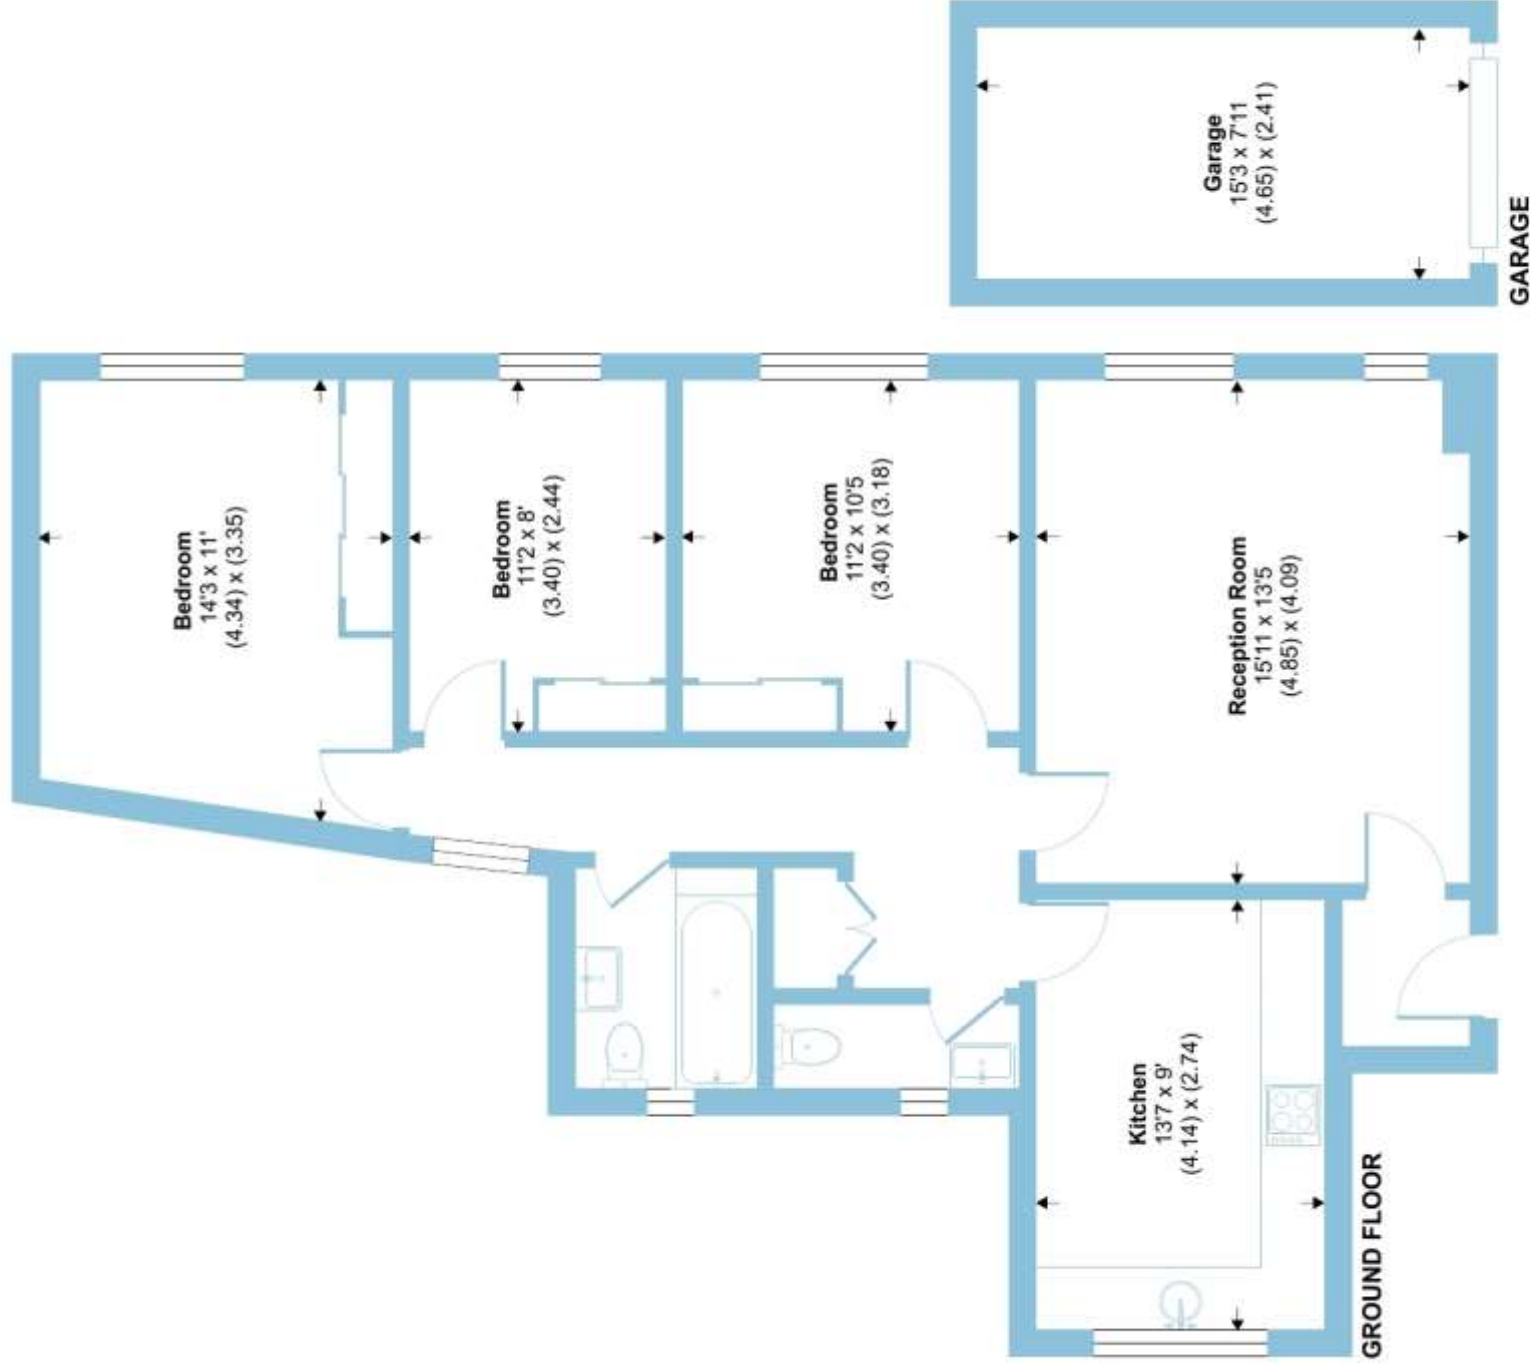 Bedroom
14'3 x 11'
(4.34) x (3.35)
Bedroom
11'2 x 8'
(3.40) x (2.44)
Bedroom
11'2 x 10'5
(3.40) x (3.18)
Reception Room
15'11 x 13'5
(4.85) x (4.09)
Kitchen
13'7 x 9'
(4.14) x (2.74)
GROUND FLOOR
Garage
15'3 x 7'11
(4.65) x (2.41)
GARAGE